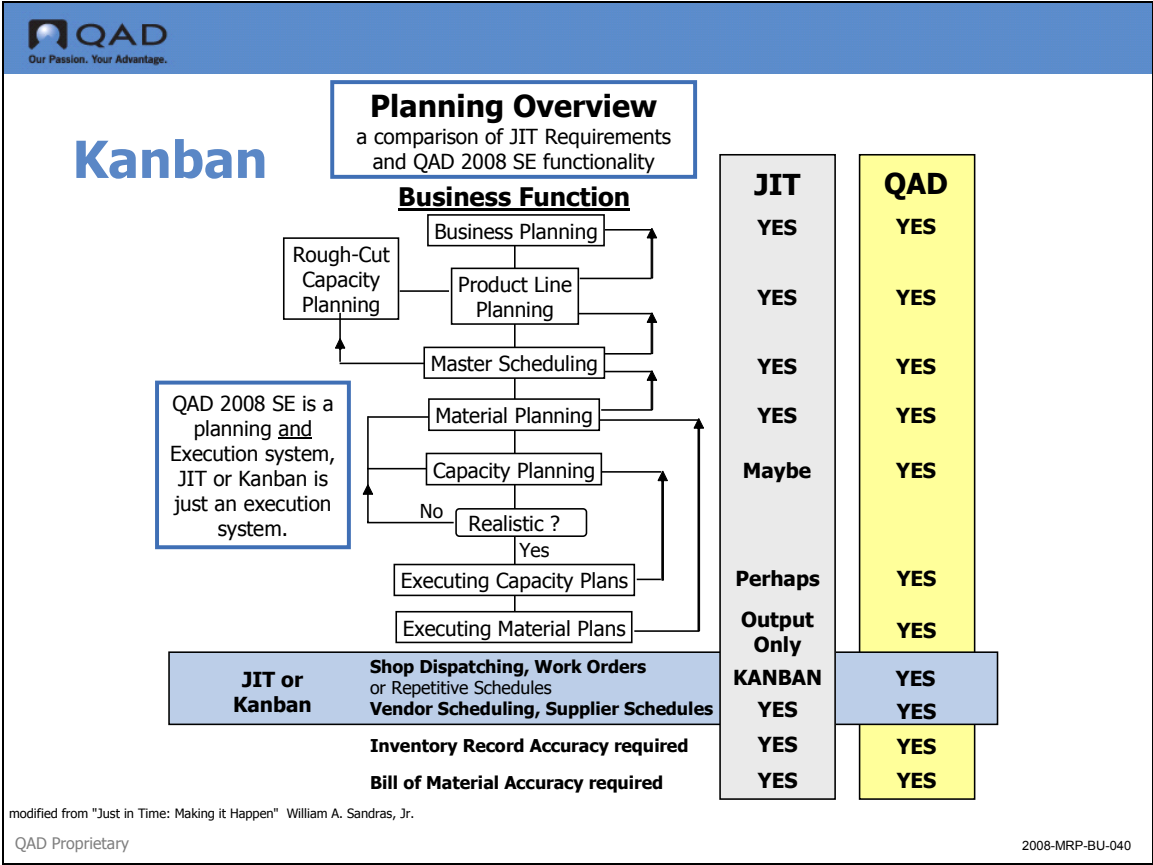 QAD
Our Passion. Your Advantage.
Kanban
Planning Overview
a comparison of JIT Requirements
and QAD 2008 SE functionality
Business Function
JIT
QAD
Business Planning
YES
YES
Rough-Cut
Capacity
Planning
Product Line
Planning
YES
YES
Master Scheduling
YES
YES
QAD 2008 SE is a
planning and
Execution system,
JIT or Kanban is
just an execution
system.
Material Planning
YES
YES
Capacity Planning
Maybe
YES
No
Realistic ?
Yes
Executing Capacity Plans
Perhaps
YES
Executing Material Plans
Output
Only
YES
JIT or
Kanban
Shop Dispatching, Work Orders
or Repetitive Schedules
KANBAN
YES
Vendor Scheduling, Supplier Schedules
YES
YES
Inventory Record Accuracy required
YES
YES
Bill of Material Accuracy required
YES
YES
modified from "Just in Time: Making it Happen" William A. Sandras, Jr.
QAD Proprietary
2008-MRP-BU-040